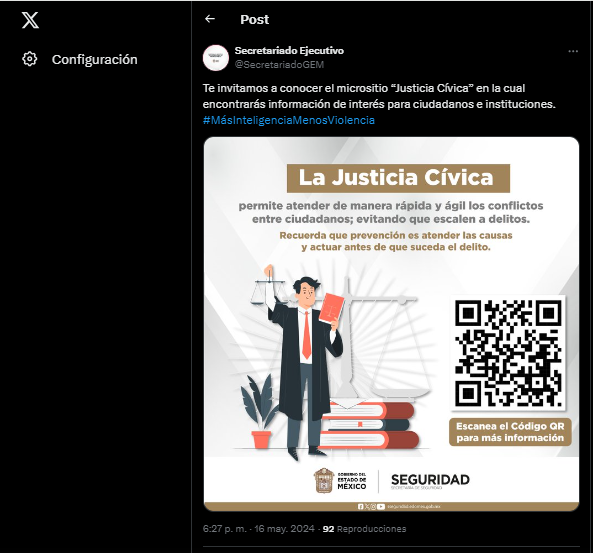 Post
Configuración
Secretariado Ejecutivo
@SecretariadoGEM
Te invitamos a conocer el micrositio “Justicia Cívica” en la cual
encontrarás información de interés para ciudadanos e instituciones.
#MásInteligenciaMenosViolencia
La Justicia Cívica
permite atender de manera rápida y ágil los conflictos
entre ciudadanos; evitando que escalen a delitos.
Recuerda que prevención es atender las causas
y actuar antes de que suceda el delito.
Escanea el Código QR
para más información
GOBIERNO DEL
ESTADO DE
MÉXICO
SEGURIDAD
SECRETARÍA DE SEGURIDAD
6:27 p. m. · 16 may. 2024 · 92 Reproducciones